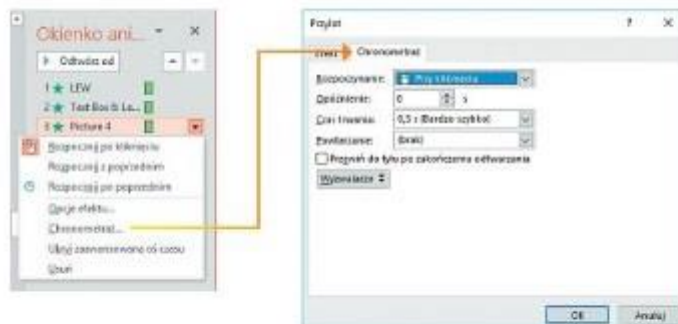 Okienko ani...
Odtwórz od
1 LEW
2 Text Box 6: Le...
3 Picture 4
Rozpocznij po kliknięciu
Rozpocznij z poprzednim
Rozpocznij po poprzednim
Opcje efektu...
Chronometraż...
Ukryj zaawansowaną oś czasu
Usuń
Przylot
? ×
Efekt Chronometraż
Rozpoczynanie: Przy kliknięciu
Opóźnienie: 0 s
Czas trwania: 0,5 s (Bardzo szybko)
Powtarzanie: (brak)
Przewiń do tyłu po zakończeniu odtwarzania
Wyzwalacze
OK Anuluj